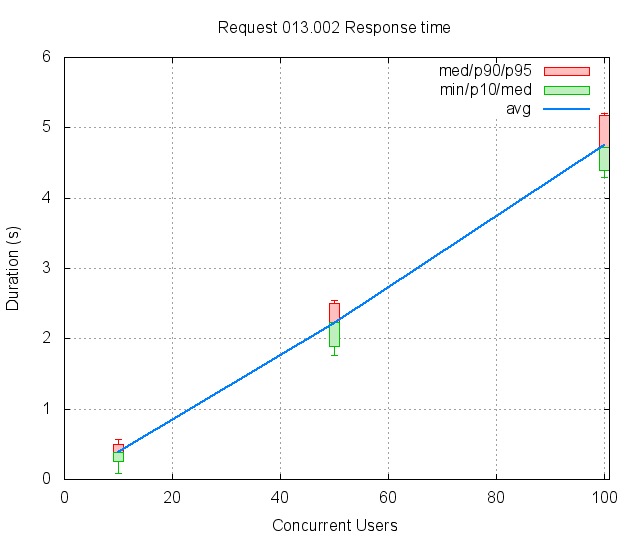 Request 013.002 Response time
med/p90/p95
min/p10/med
avg
6
5
4
3
2
1
0
Duration (s)
0 20 40 60 80 100
Concurrent Users